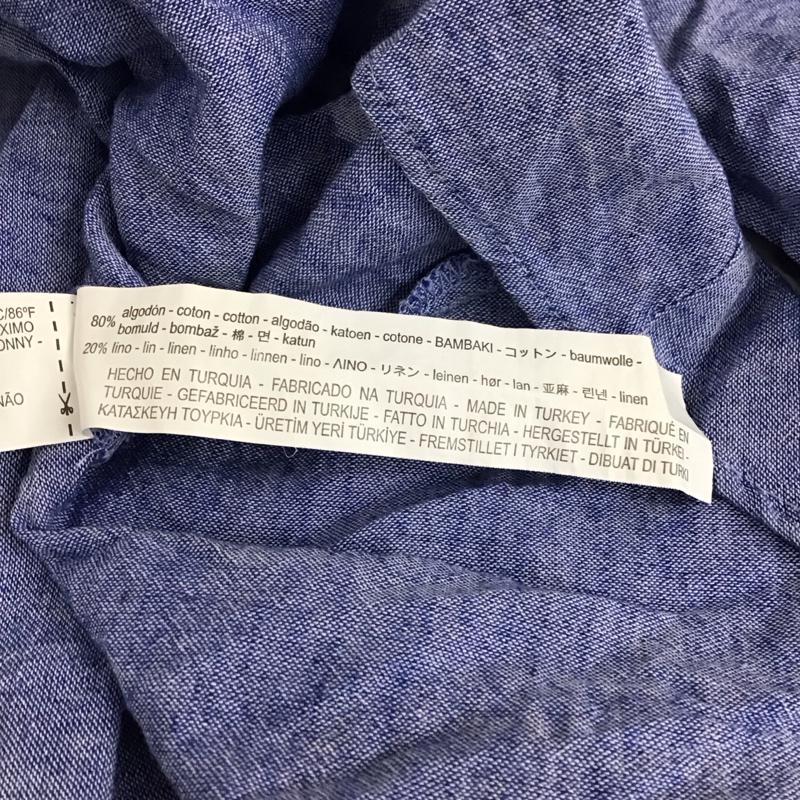 C/86ºF
XIMO
ONNY -
NÃO
80% algodón - coton - cotton - algodão - katoen - cotone - BAMBAKI - コットン - baumwolle -
bomuld - bombaž - 棉 - 면 - katun
20% lino - lin - linen - linho - linnen - lino - ΛΙΝΟ - リネン - leinen - hør - lan - 亚麻 - 린넨 - linen
HECHO EN TURQUIA - FABRICADO NA TURQUIA - MADE IN TURKEY - FABRIQUÉ EN
TURQUIE - GEFABRICEERD IN TURKIJE - FATTO IN TURCHIA - HERGESTELLT IN TÜRKEI -
ΚΑΤΑΣΚΕΥΗ ΤΟΥΡΚΙΑ - ÜRETİM YERİ TÜRKİYE - FREMSTILLET I TYRKIET - DIBUAT DI TURKI